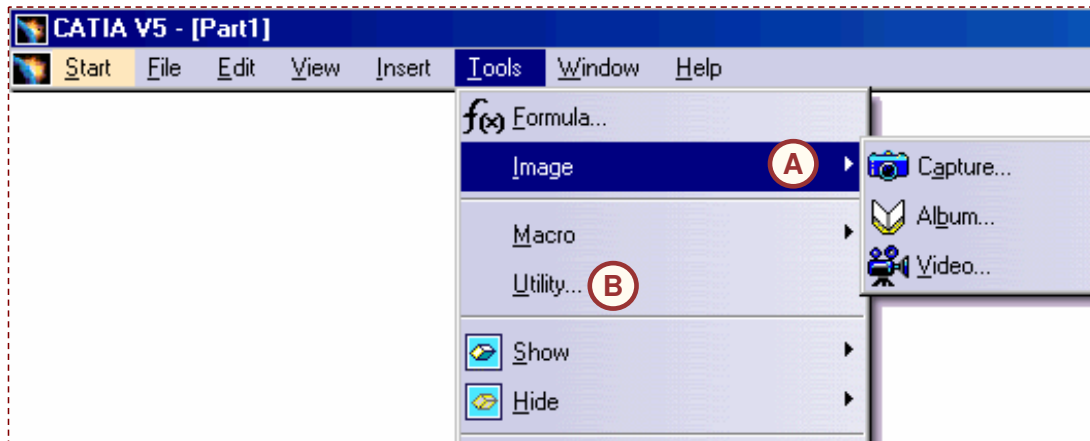 CATIA V5 - [Part1]
Start File Edit View Insert Tools Window Help
f(x) Formula...
Image A
Capture...
Album...
Video...
Macro
Utility... B
Show
Hide